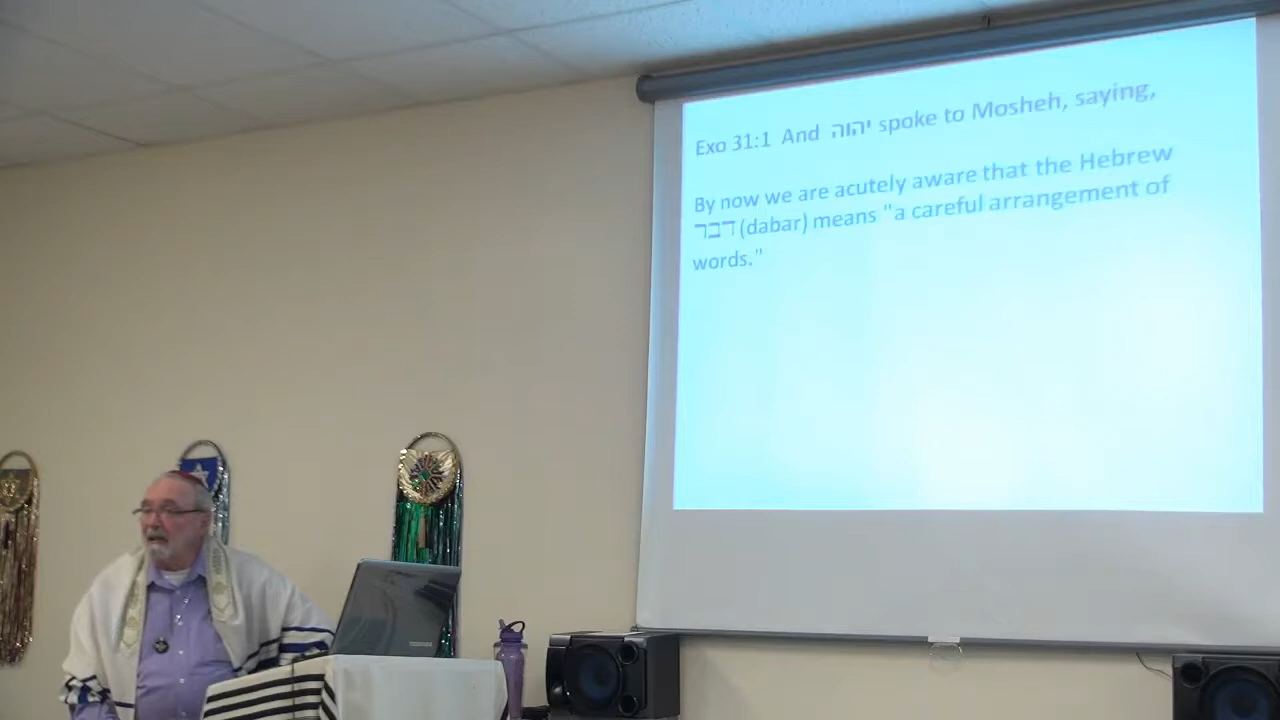 Exo 31:1 And יהוה spoke to Mosheh, saying,
By now we are acutely aware that the Hebrew
דבר (dabar) means "a careful arrangement of
words."
TOSHIBA